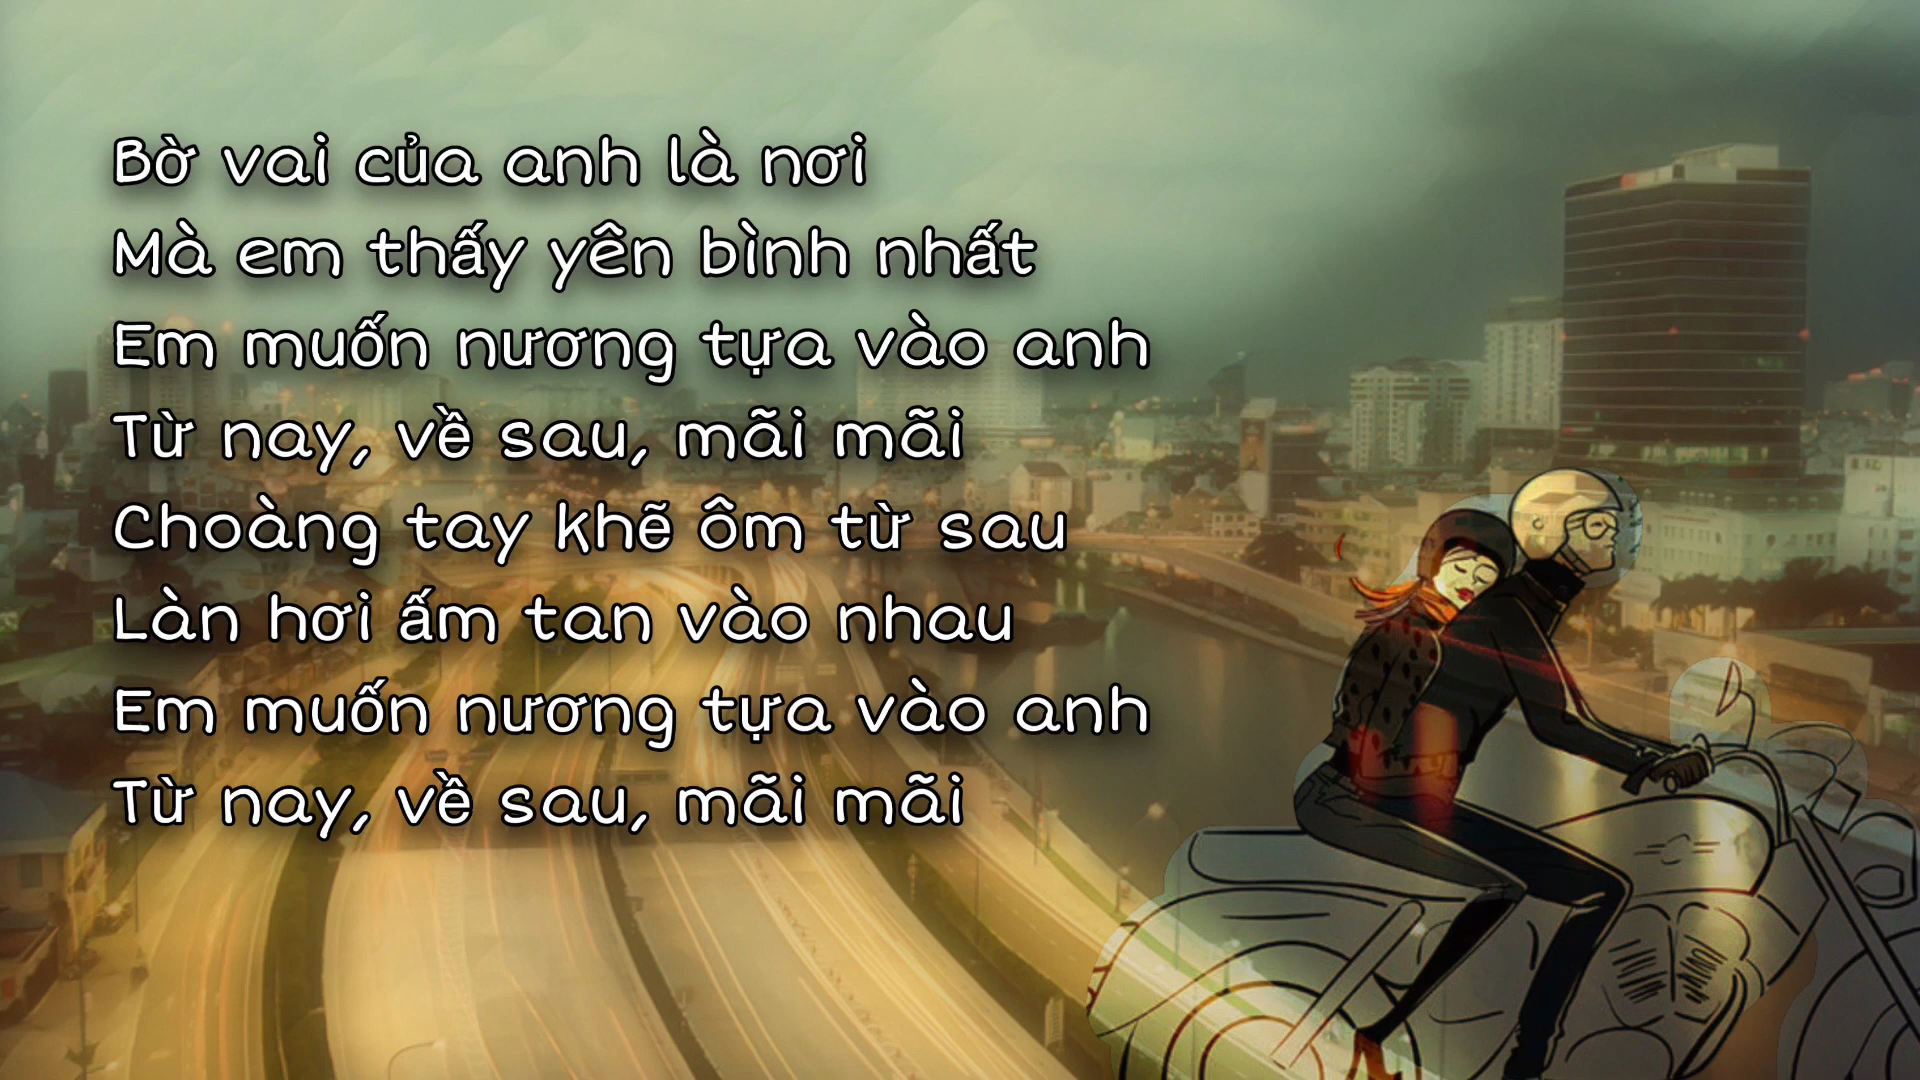 Bờ vai của anh là nơi
Mà em thấy yên bình nhất
Em muốn nương tựa vào anh
Từ nay, về sau, mãi mãi
Choàng tay khẽ ôm từ sau
Làn hơi ấm tan vào nhau
Em muốn nương tựa vào anh
Từ nay, về sau, mãi mãi